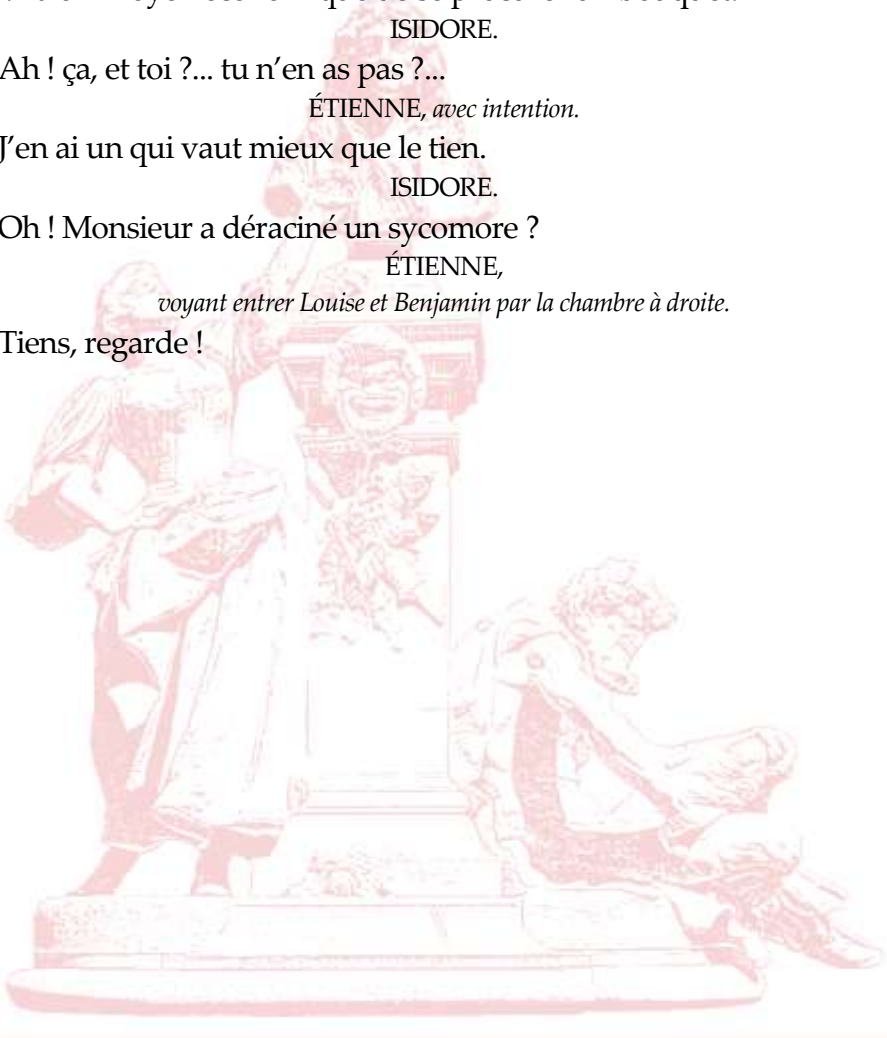 ISIDORE.
Ah ! ça, et toi ?... tu n’en as pas ?...
ÉTIENNE, avec intention.
J’en ai un qui vaut mieux que le tien.
ISIDORE.
Oh ! Monsieur a déraciné un sycomore ?
ÉTIENNE,
voyant entrer Louise et Benjamin par la chambre à droite.
Tiens, regarde !